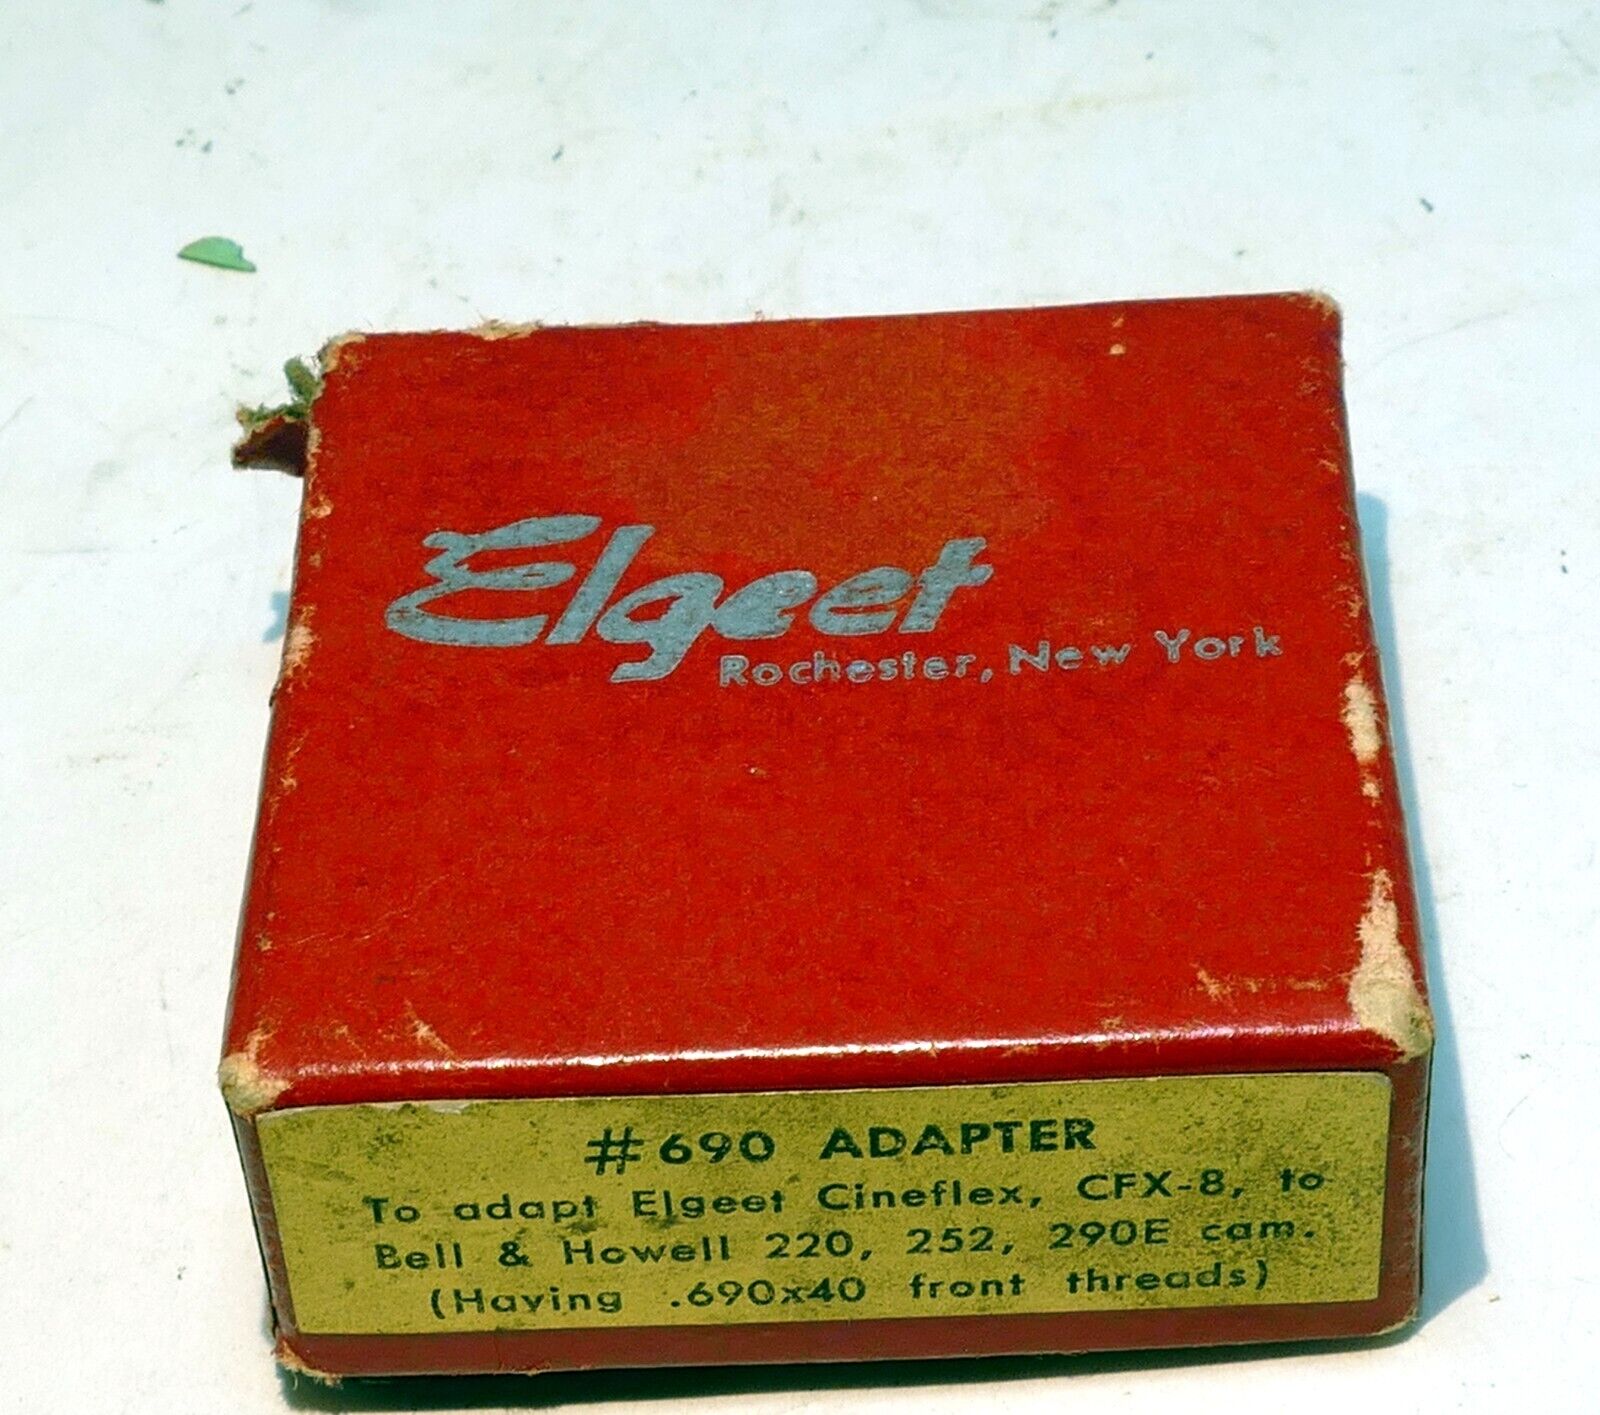 Elgeet
Rochester, New York
#690 ADAPTER
To adapt Elgeet Cineflex, CFX-8, to
Bell & Howell 220, 252, 290E cam.
(Having .690x40 front threads)